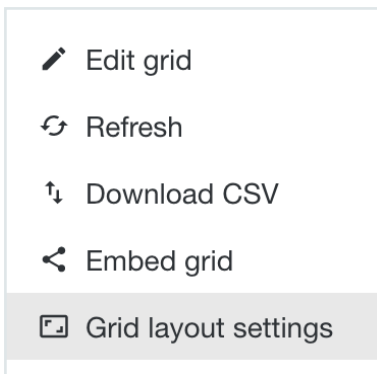 Edit grid
Refresh
Download CSV
Embed grid
Grid layout settings